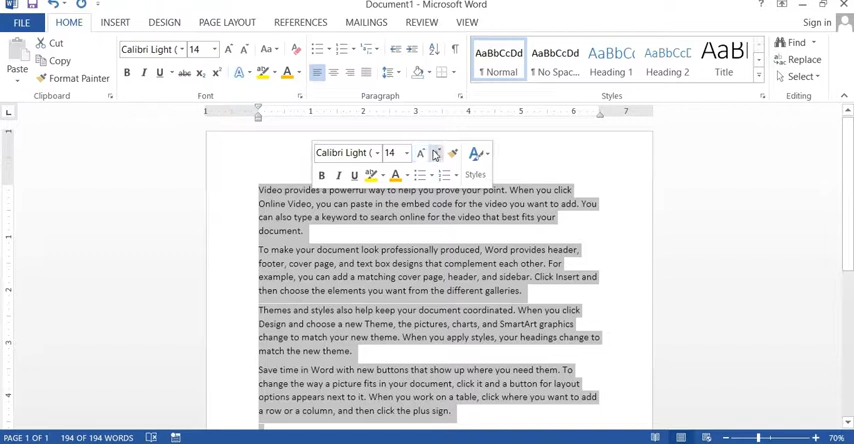 Document1 - Microsoft Word
Sign in
FILE HOME INSERT DESIGN PAGE LAYOUT REFERENCES MAILINGS REVIEW VIEW
Paste
Cut
Copy
Format Painter
Clipboard
Calibri Light ( 14
Font
Paragraph
AaBbCcDd ¶ Normal
AaBbCcDd ¶ No Spac...
AaBbCc Heading 1
AaBbCcD Heading 2
AaB Title
Styles
Find
Replace
Select
Editing
Calibri Light ( 14
B I U
Styles
Video provides a powerful way to help you prove your point. When you click
Online Video, you can paste in the embed code for the video you want to add. You
can also type a keyword to search online for the video that best fits your
document.
To make your document look professionally produced, Word provides header,
footer, cover page, and text box designs that complement each other. For
example, you can add a matching cover page, header, and sidebar. Click Insert and
then choose the elements you want from the different galleries.
Themes and styles also help keep your document coordinated. When you click
Design and choose a new Theme, the pictures, charts, and SmartArt graphics
change to match your new theme. When you apply styles, your headings change to
match the new theme.
Save time in Word with new buttons that show up where you need them. To
change the way a picture fits in your document, click it and a button for layout
options appears next to it. When you work on a table, click where you want to add
a row or a column, and then click the plus sign.
PAGE 1 OF 1 194 OF 194 WORDS
70%